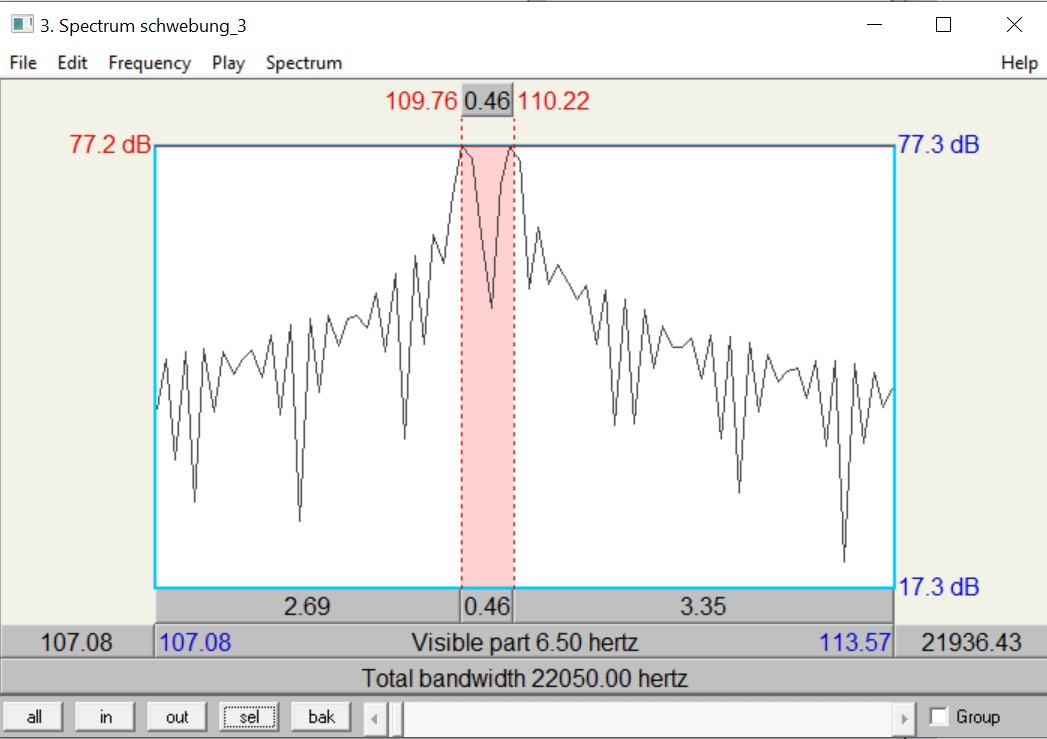 3. Spectrum schwebung_3
File Edit Frequency Play Spectrum Help
109.76 0.46 110.22
77.2 dB 77.3 dB
17.3 dB
2.69 0.46 3.35
107.08 107.08 Visible part 6.50 hertz 113.57 21936.43
Total bandwidth 22050.00 hertz
all in out sel bak Group